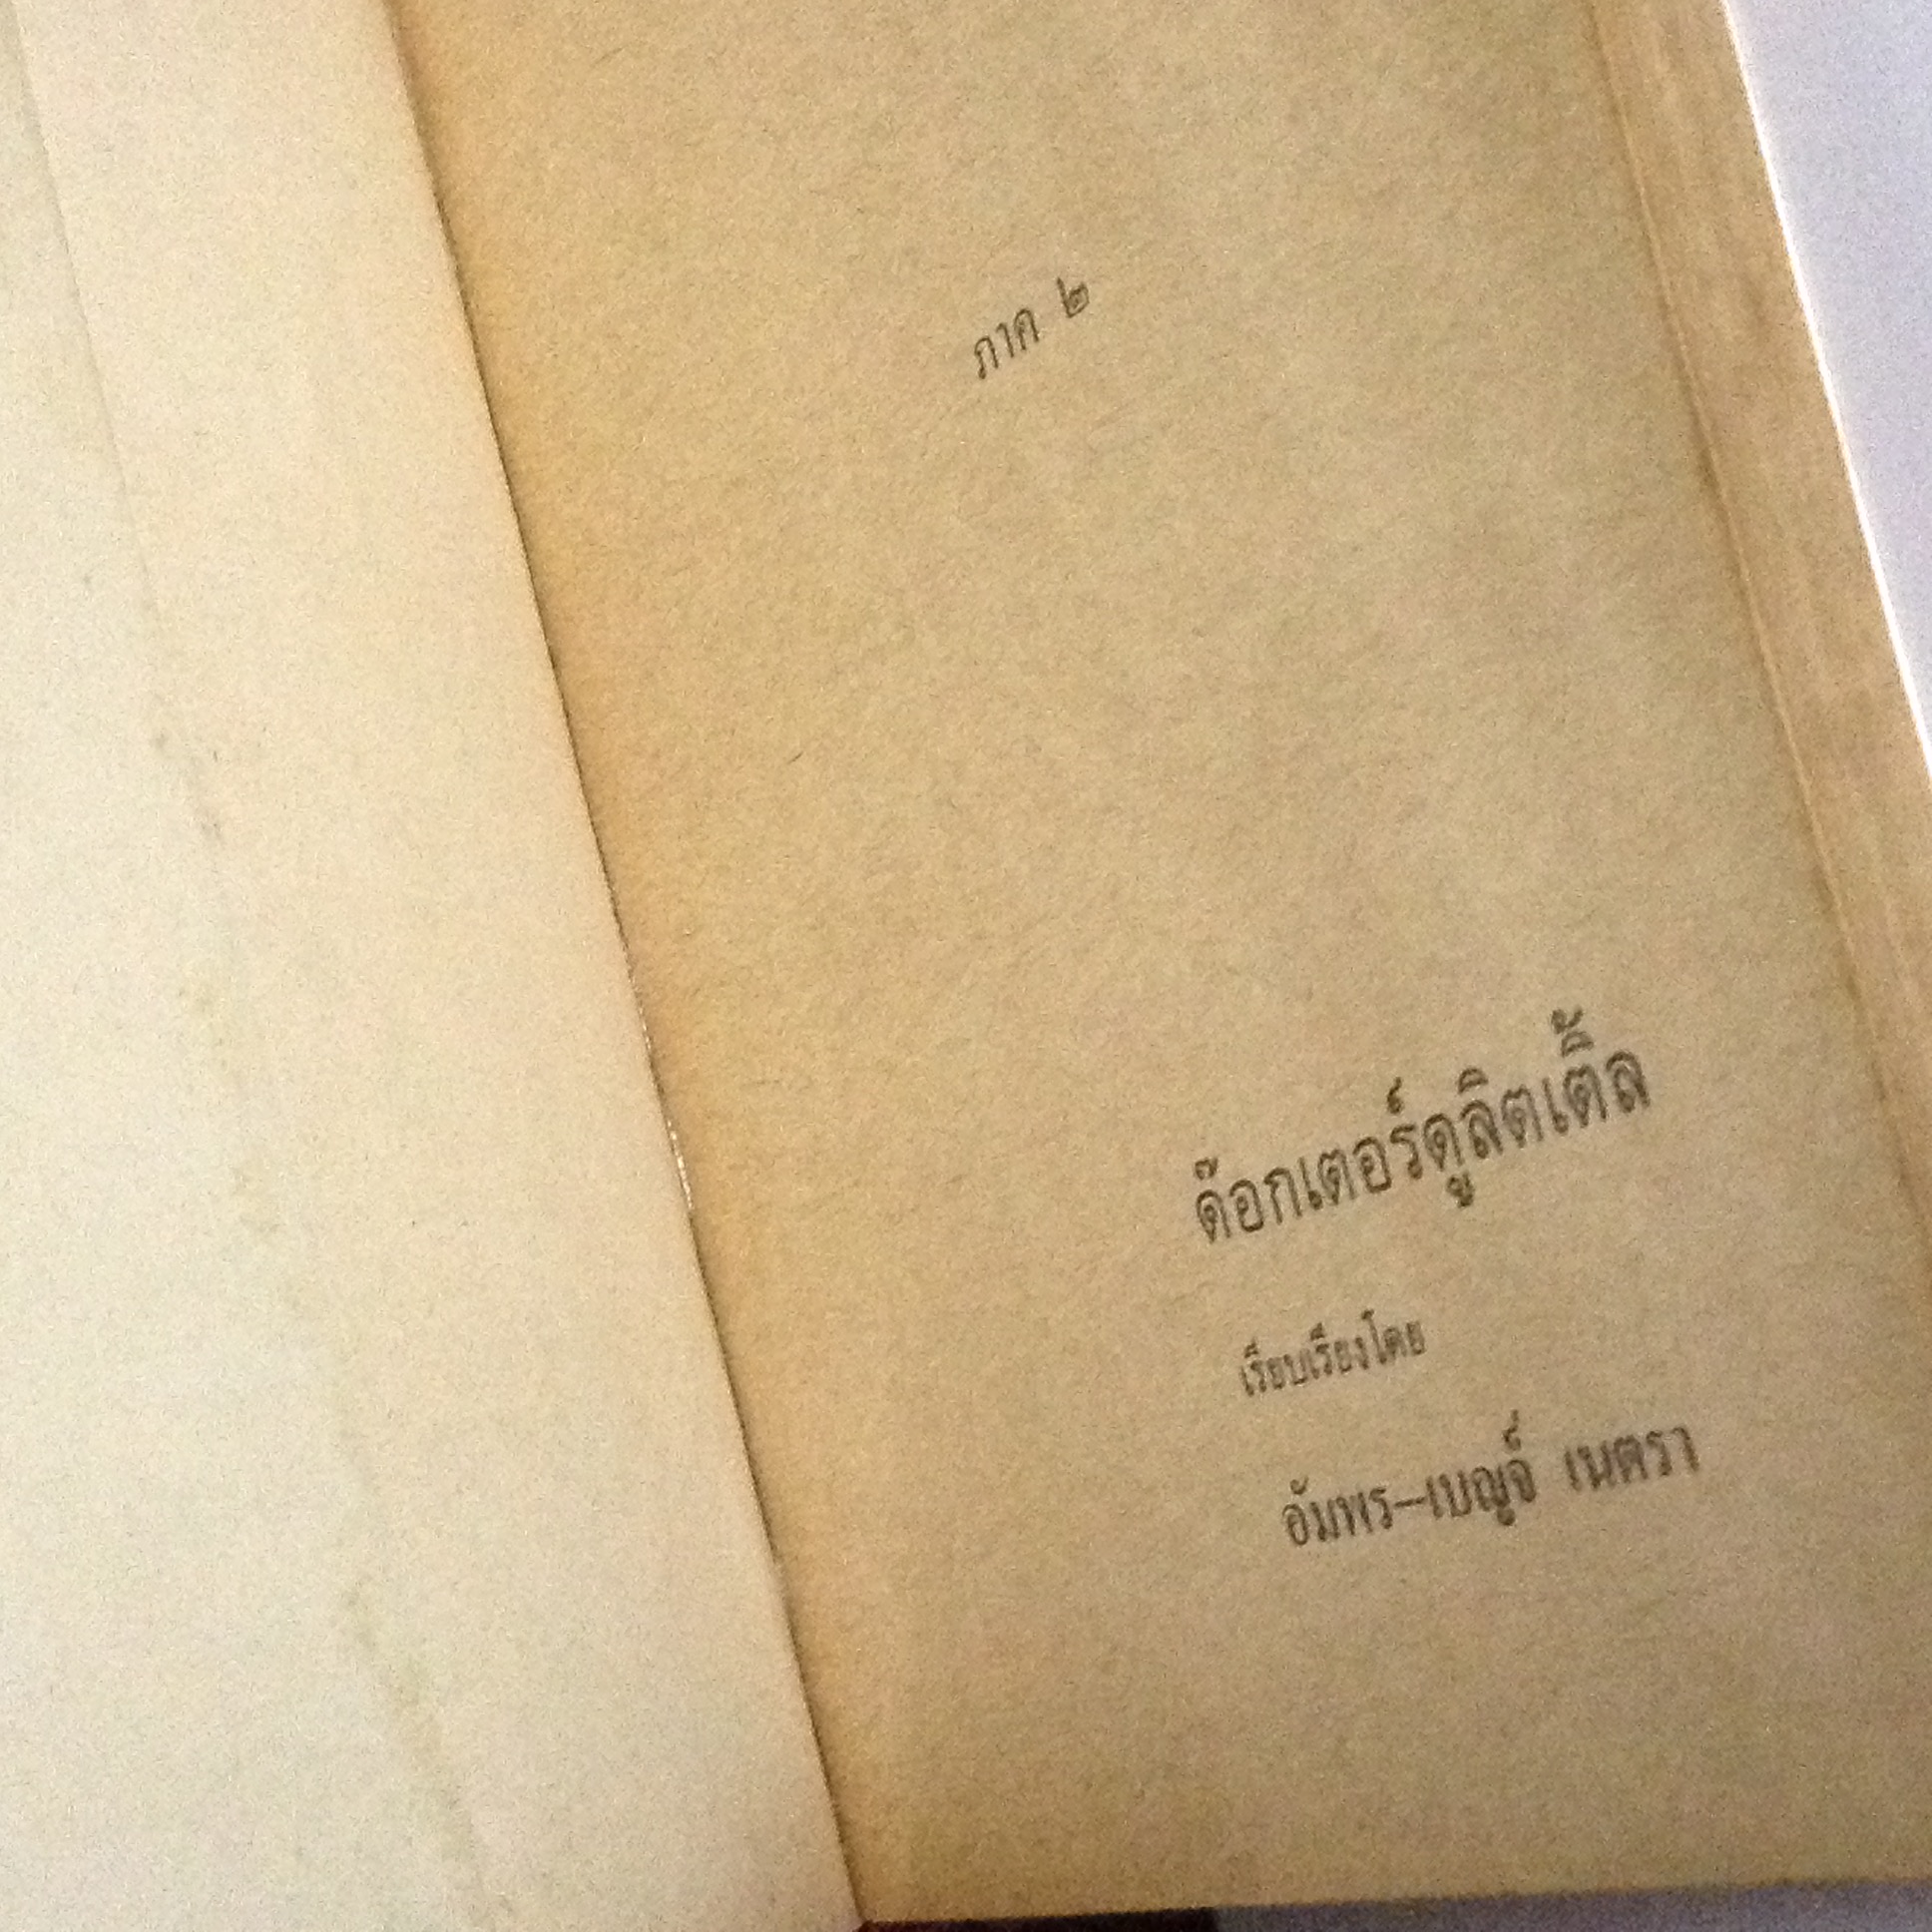 ภาค ๒
ด๊อกเตอร์ดูลิตเติ้ล
เรียบเรียงโดย
อัมพร—เบญจ์ เนตรา